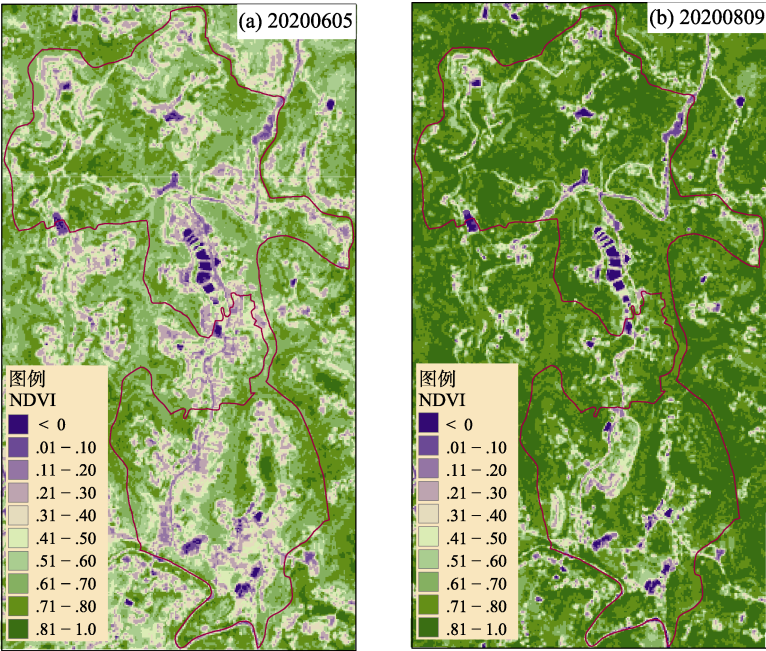 (a) 20200605
图例
NDVI
< 0
.01 – .10
.11 – .20
.21 – .30
.31 – .40
.41 – .50
.51 – .60
.61 – .70
.71 – .80
.81 – 1.0
(b) 20200809
图例
NDVI
< 0
.01 – .10
.11 – .20
.21 – .30
.31 – .40
.41 – .50
.51 – .60
.61 – .70
.71 – .80
.81 – 1.0